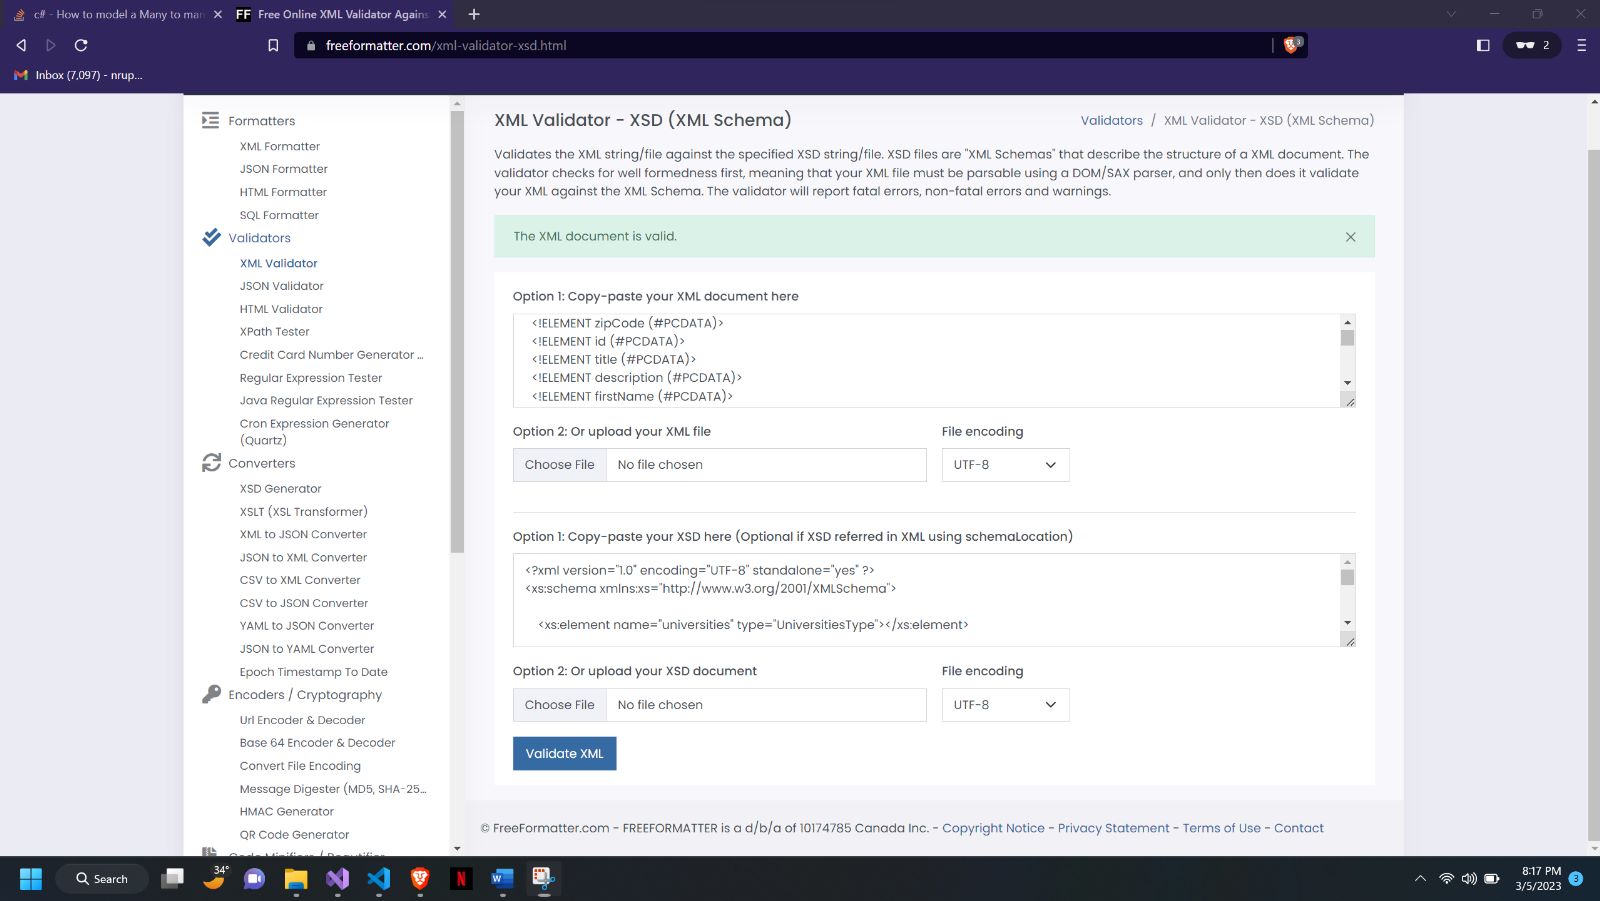 c# - How to model a Many to man
FF Free Online XML Validator Agains
freeformatter.com/xml-validator-xsd.html
3
2
Inbox (7,097) - nrup...
Formatters
XML Formatter
JSON Formatter
HTML Formatter
SQL Formatter
Validators
XML Validator
JSON Validator
HTML Validator
XPath Tester
Credit Card Number Generator ...
Regular Expression Tester
Java Regular Expression Tester
Cron Expression Generator
(Quartz)
Converters
XSD Generator
XSLT (XSL Transformer)
XML to JSON Converter
JSON to XML Converter
CSV to XML Converter
CSV to JSON Converter
YAML to JSON Converter
JSON to YAML Converter
Epoch Timestamp To Date
Encoders / Cryptography
Url Encoder & Decoder
Base 64 Encoder & Decoder
Convert File Encoding
Message Digester (MD5, SHA-25...
HMAC Generator
QR Code Generator
Code Minifiers / Beautifier
XML Validator - XSD (XML Schema)
Validators / XML Validator - XSD (XML Schema)
Validates the XML string/file against the specified XSD string/file. XSD files are "XML Schemas" that describe the structure of a XML document. The
validator checks for well formedness first, meaning that your XML file must be parsable using a DOM/SAX parser, and only then does it validate
your XML against the XML Schema. The validator will report fatal errors, non-fatal errors and warnings.
The XML document is valid.
Option 1: Copy-paste your XML document here
<!ELEMENT zipCode (#PCDATA)>
<!ELEMENT id (#PCDATA)>
<!ELEMENT title (#PCDATA)>
<!ELEMENT description (#PCDATA)>
<!ELEMENT firstName (#PCDATA)>
Option 2: Or upload your XML file
File encoding
Choose File No file chosen
UTF-8
Option 1: Copy-paste your XSD here (Optional if XSD referred in XML using schemaLocation)
<?xml version="1.0" encoding="UTF-8" standalone="yes" ?>
<xs:schema xmlns:xs="http://www.w3.org/2001/XMLSchema">
<xs:element name="universities" type="UniversitiesType"></xs:element>
Option 2: Or upload your XSD document
File encoding
Choose File No file chosen
UTF-8
Validate XML
© FreeFormatter.com - FREEFORMATTER is a d/b/a of 10174785 Canada Inc. - Copyright Notice - Privacy Statement - Terms of Use - Contact
Search
34°
N
W
8:17 PM
3/5/2023
3